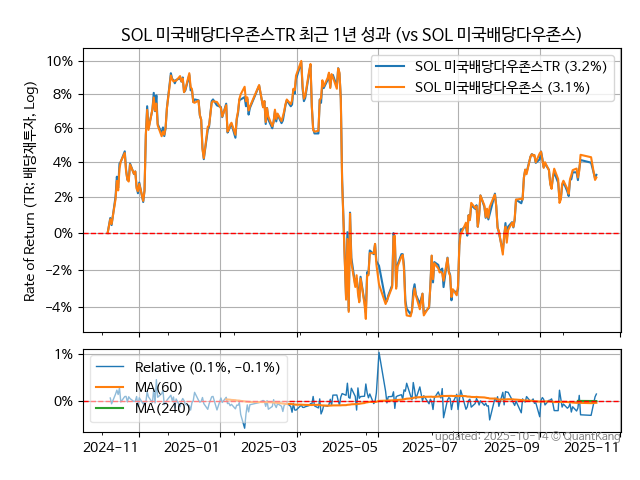 SOL 미국배당다우존스TR 최근 1년 성과 (vs SOL 미국배당다우존스)
Rate of Return (TR: 배당재투자, Log)
10%
8%
6%
4%
2%
0%
−2%
−4%
SOL 미국배당다우존스TR (3.2%)
SOL 미국배당다우존스 (3.1%)
1%
0%
Relative (0.1%, −0.1%)
MA(60)
MA(240)
2024−11
2025−01
2025−03
2025−05
2025−07
2025−09
2025−11
updated: 2025-10-14 © QuantKang